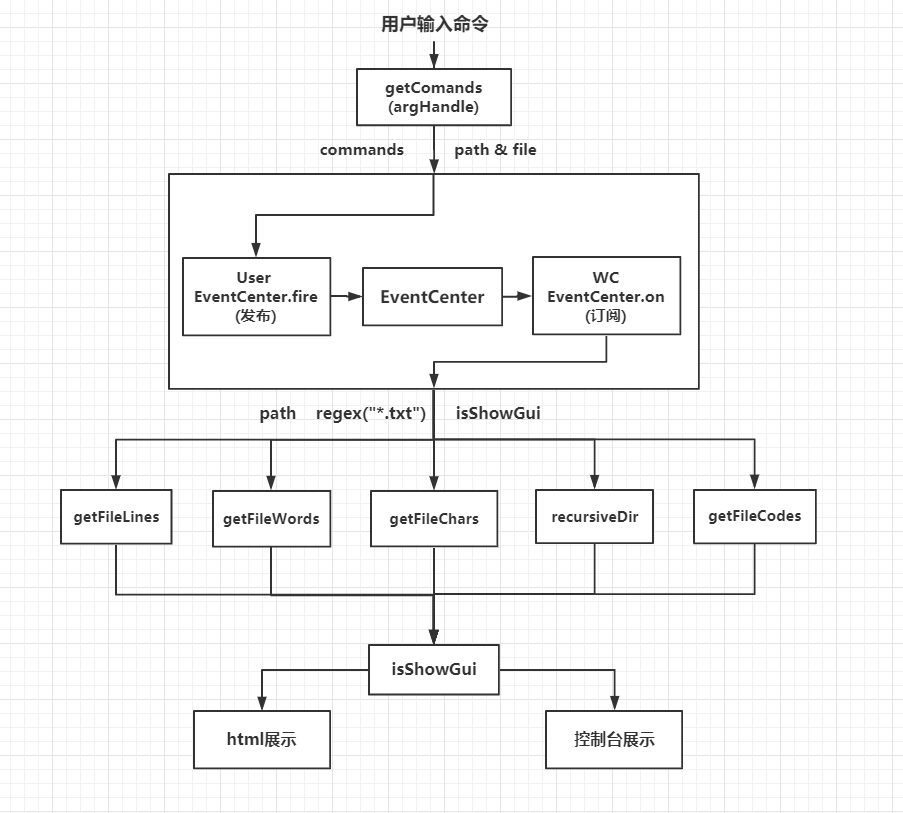 用户输入命令
getComands
(argHandle)
commands path & file
User
EventCenter.fire
(发布)
EventCenter
WC
EventCenter.on
(订阅)
path regex("*.txt") isShowGui
getFileLines
getFileWords
getFileChars
recursiveDir
getFileCodes
isShowGui
html展示
控制台展示